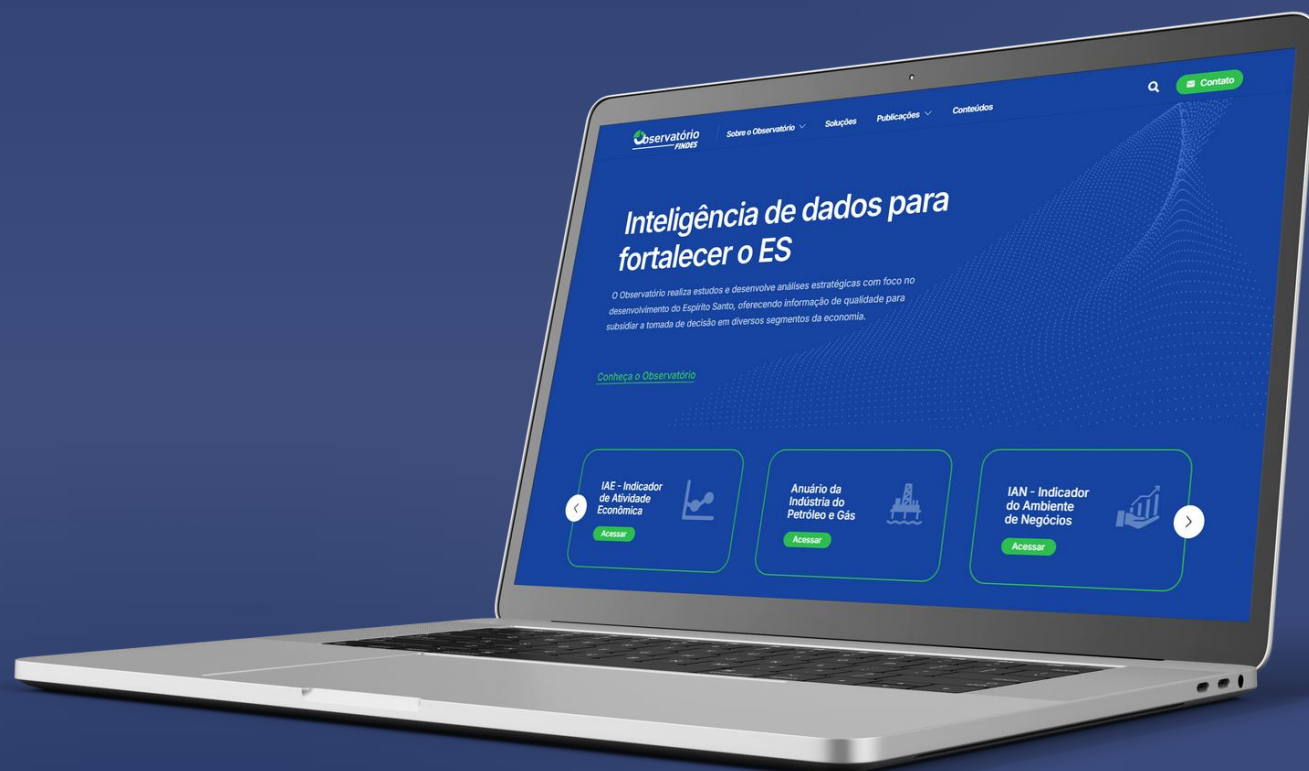 Observatório
FINDES
Sobre o Observatório
Soluções
Publicações
Conteúdos
Contato
Inteligência de dados para
fortalecer o ES
O Observatório realiza estudos e desenvolve análises estratégicas com foco no
desenvolvimento do Espírito Santo, oferecendo informação de qualidade para
subsidiar a tomada de decisão em diversos segmentos da economia.
Conheça o Observatório
IAE - Indicador
de Atividade
Econômica
Acessar
Anuário da
Indústria do
Petróleo e Gás
Acessar
IAN - Indicador
do Ambiente
de Negócios
Acessar